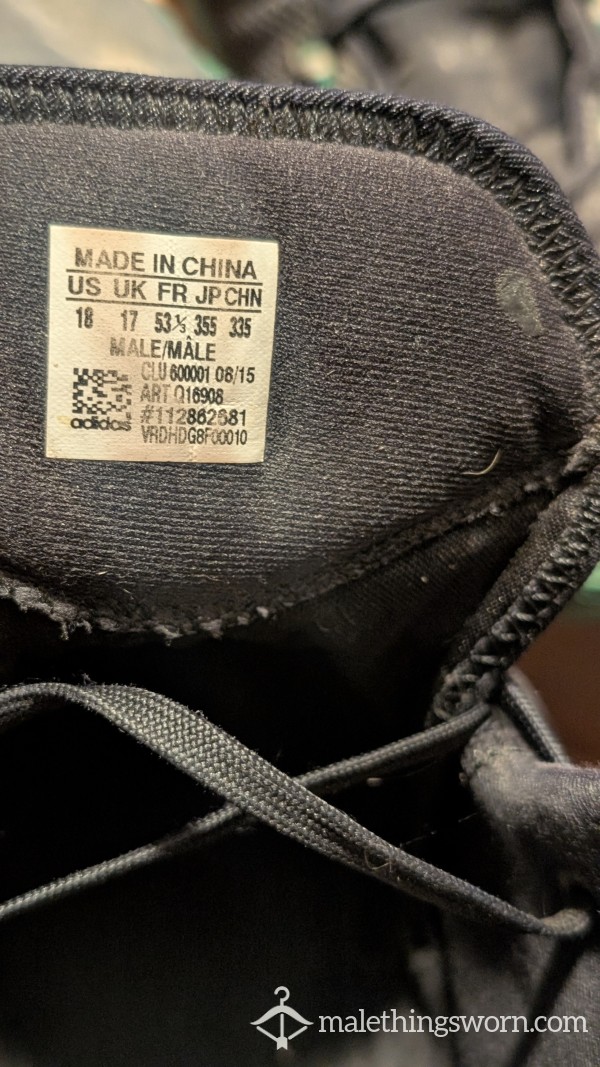 MADE IN CHINA
US UK FR JP CHN
18 17 53⅓ 355 335
MALE/MÂLE
CLU 600001 08/15
ART Q16908
#112862681
adidas
VRDHDG8F00010
malethingsworn.com